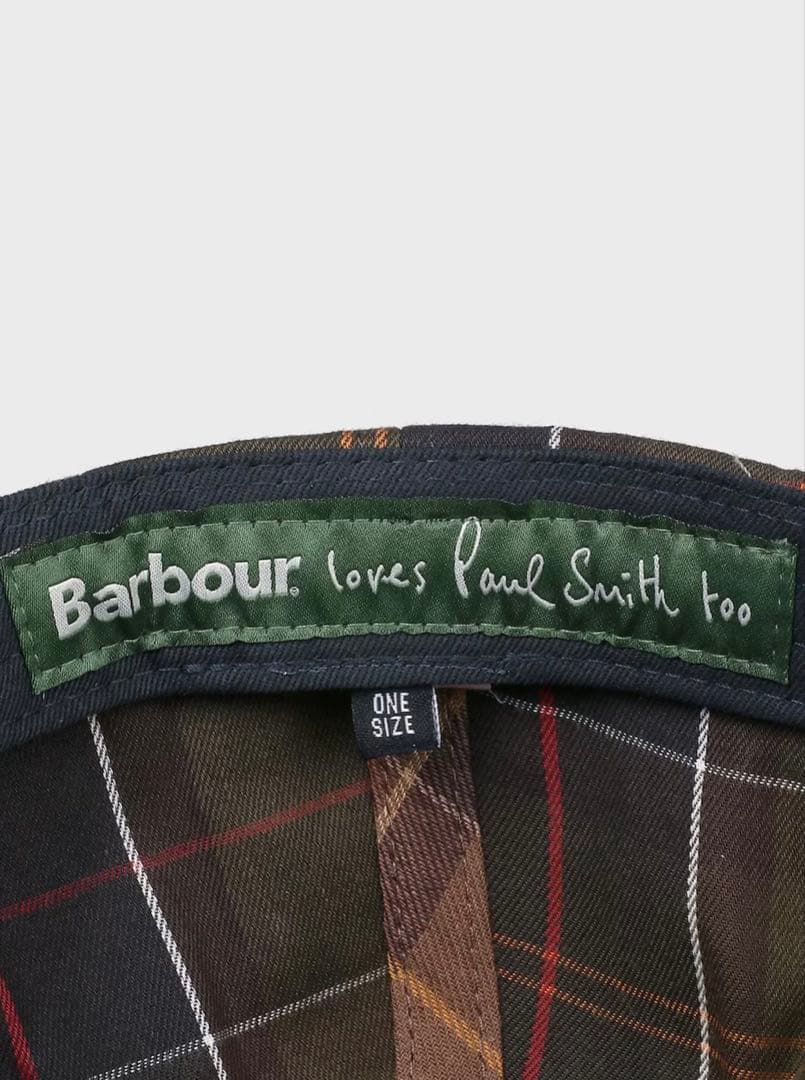 Barbour® loves Paul Smith too
ONE
SIZE